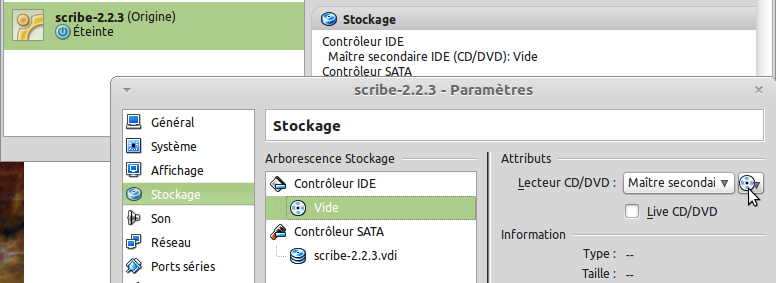 scribe-2.2.3 (Origine)
Éteinte
Stockage
Contrôleur IDE
Maître secondaire IDE (CD/DVD): Vide
Contrôleur SATA
scribe-2.2.3 - Paramètres
Général
Système
Affichage
Stockage
Son
Réseau
Ports séries
Stockage
Arborescence Stockage
Contrôleur IDE
Vide
Contrôleur SATA
scribe-2.2.3.vdi
Attributs
Lecteur CD/DVD : Maître secondai
Live CD/DVD
Information
Type : --
Taille : --